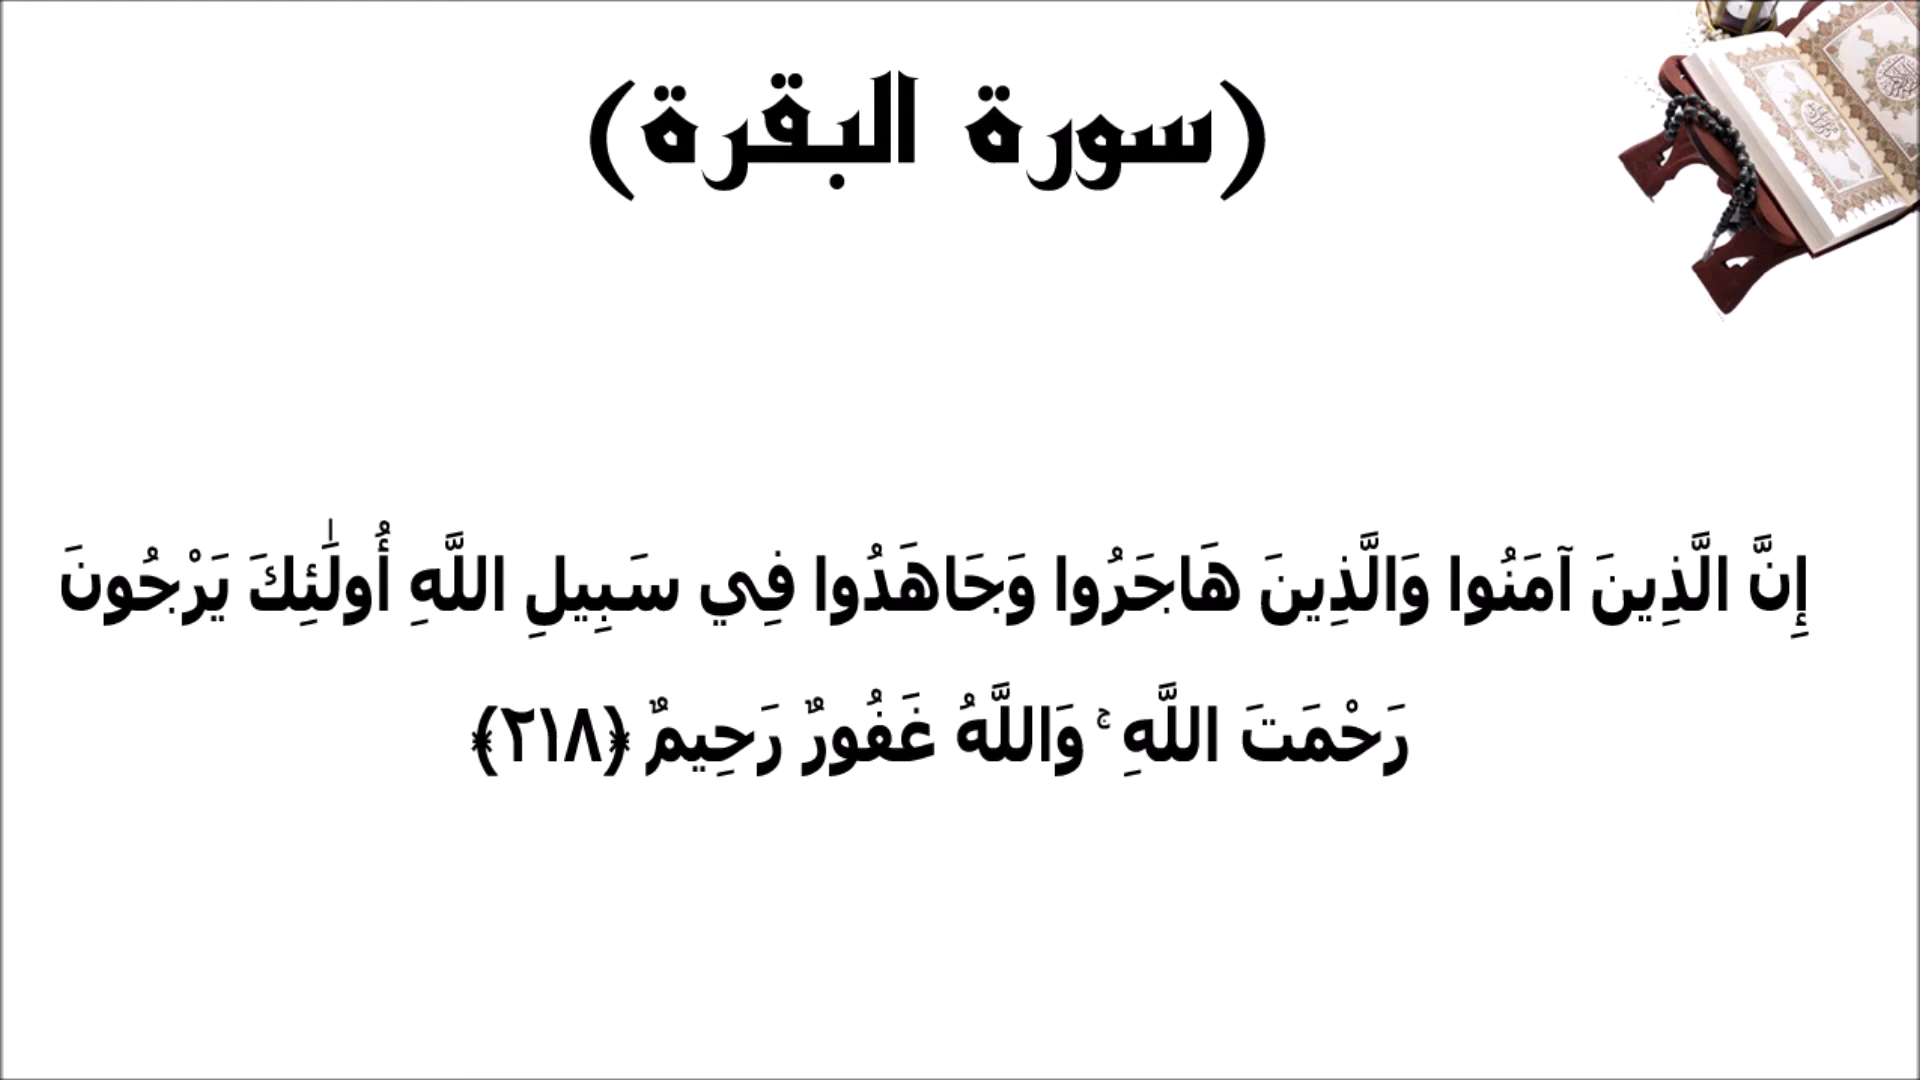 (سورة البقرة)
إِنَّ الَّذِينَ آمَنُوا وَالَّذِينَ هَاجَرُوا وَجَاهَدُوا فِي سَبِيلِ اللَّهِ أُولَٰئِكَ يَرْجُونَ
رَحْمَتَ اللَّهِ ۚ وَاللَّهُ غَفُورٌ رَحِيمٌ ﴿٢١٨﴾